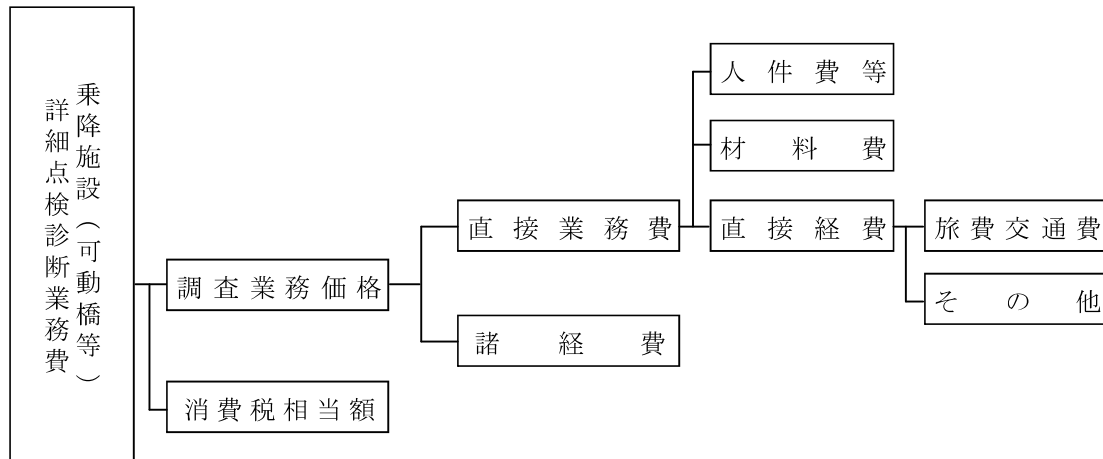 乗降施設（可動橋等）
詳細点検診断業務費
調査業務価格
消費税相当額
直接業務費
諸経費
人件費等
材料費
直接経費
旅費交通費
その他